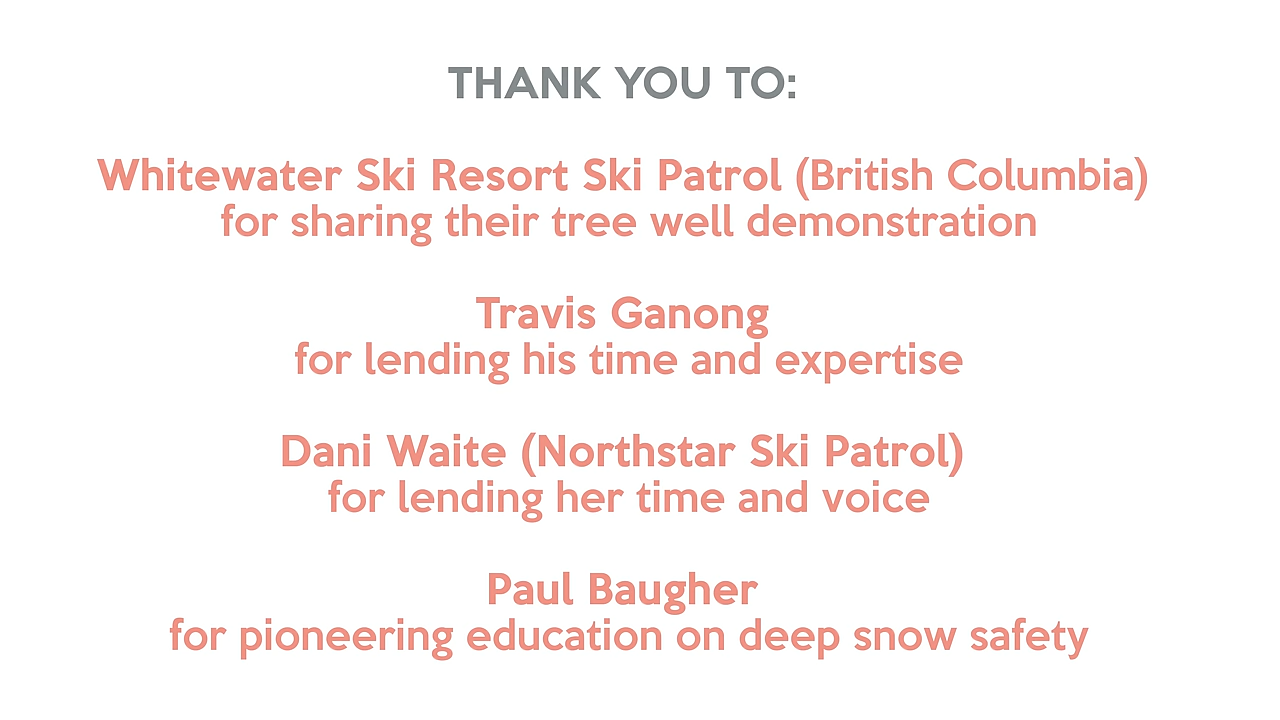 THANK YOU TO:
Whitewater Ski Resort Ski Patrol (British Columbia)
for sharing their tree well demonstration
Travis Ganong
for lending his time and expertise
Dani Waite (Northstar Ski Patrol)
for lending her time and voice
Paul Baugher
for pioneering education on deep snow safety